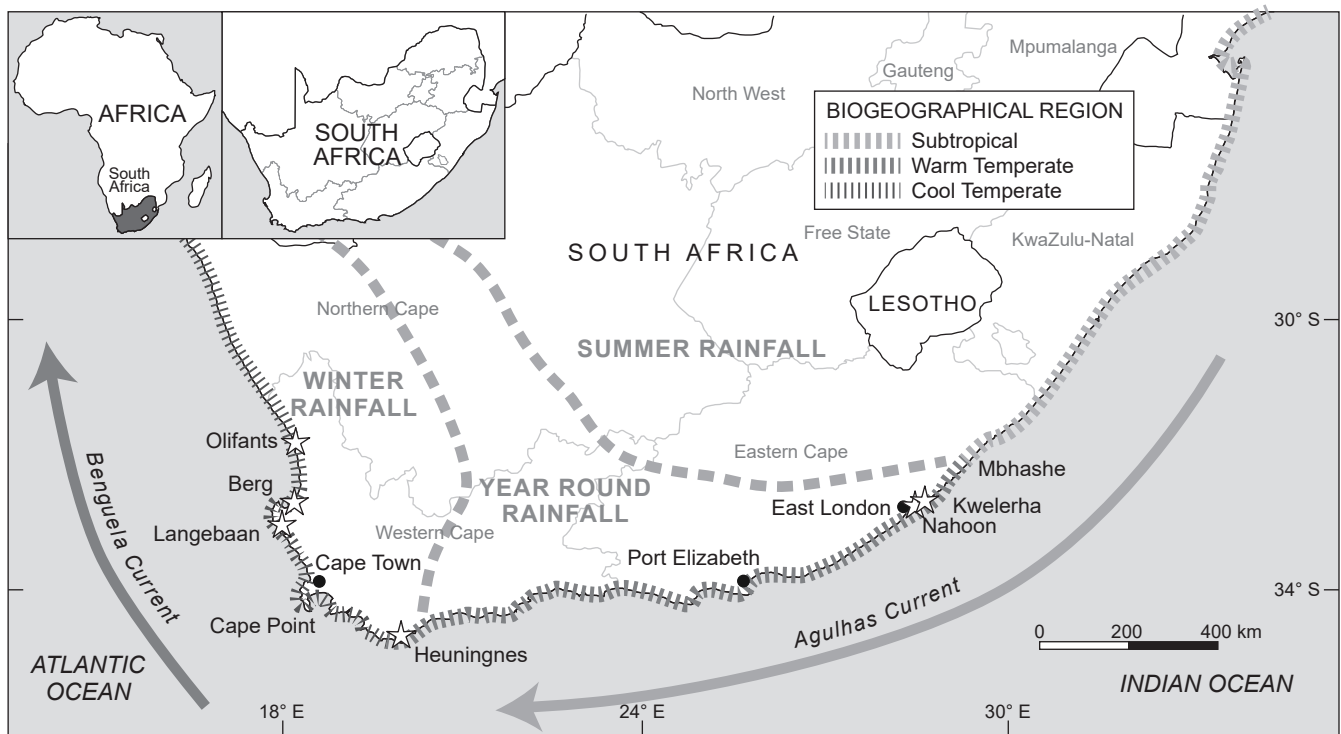 AFRICA
South
Africa
SOUTH
AFRICA
Mpumalanga
Gauteng
North West
BIOGEOGRAPHICAL REGION
Subtropical
Warm Temperate
Cool Temperate
Free State
KwaZulu-Natal
SOUTH AFRICA
LESOTHO
Northern Cape
30° S
SUMMER RAINFALL
WINTER
RAINFALL
Olifants
Eastern Cape
Mbhashe
Berg
YEAR ROUND
RAINFALL
East London
Kwelerha
Nahoon
Langebaan
Western Cape
Cape Town
Port Elizabeth
Benguela Current
34° S
Cape Point
Agulhas Current
0 200 400 km
Heuningnes
ATLANTIC
OCEAN
INDIAN OCEAN
18° E
24° E
30° E